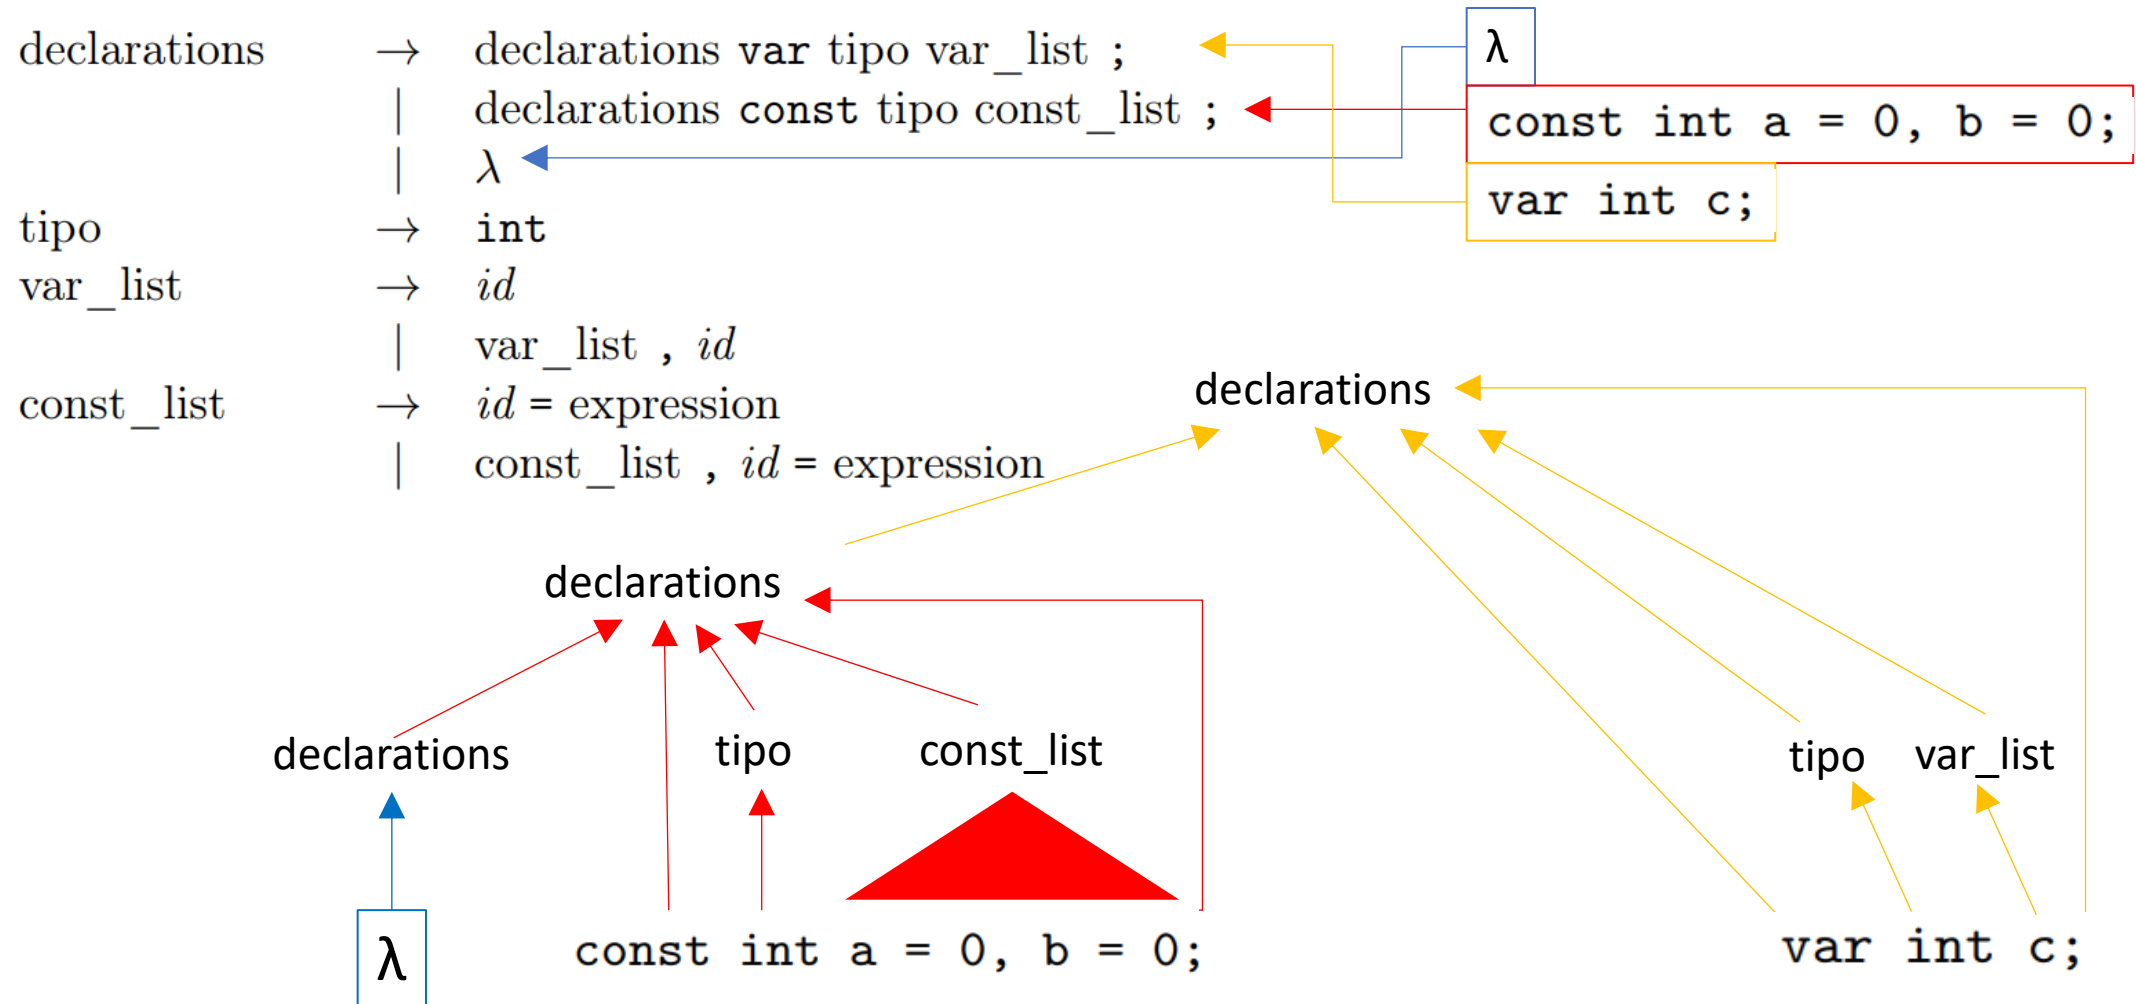 declarations → declarations var tipo var_list ;
| declarations const tipo const_list ;
| λ
tipo → int
var_list → id
| var_list , id
const_list → id = expression
| const_list , id = expression
λ
const int a = 0, b = 0;
var int c;
declarations
declarations
declarations tipo const_list tipo var_list
λ const int a = 0, b = 0; var int c;